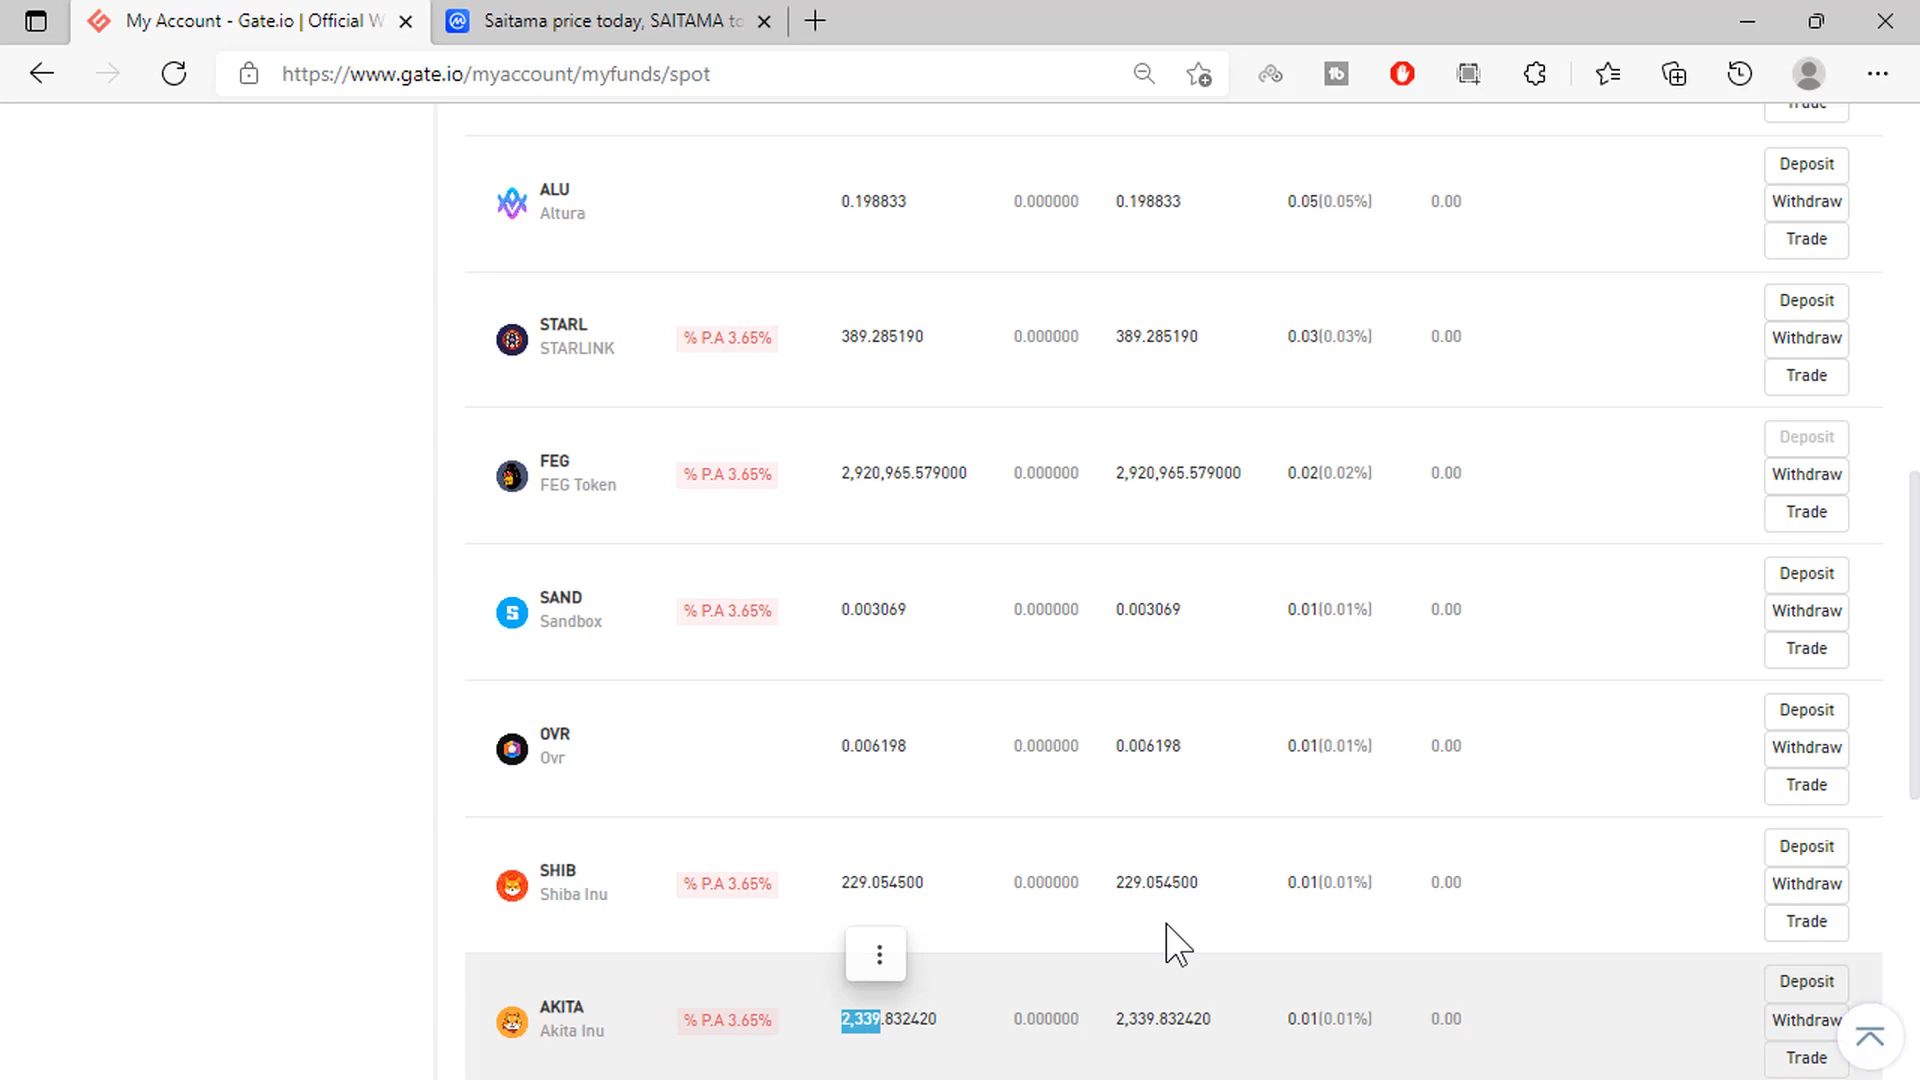 My Account - Gate.io | Official W
Saitama price today, SAITAMA to
https://www.gate.io/myaccount/myfunds/spot
Trade
ALU
Altura
0.198833
0.000000
0.198833
0.05(0.05%)
0.00
Deposit
Withdraw
Trade
STARL
STARLINK
% P.A 3.65%
389.285190
0.000000
389.285190
0.03(0.03%)
0.00
Deposit
Withdraw
Trade
FEG
FEG Token
% P.A 3.65%
2,920,965.579000
0.000000
2,920,965.579000
0.02(0.02%)
0.00
Deposit
Withdraw
Trade
SAND
Sandbox
% P.A 3.65%
0.003069
0.000000
0.003069
0.01(0.01%)
0.00
Deposit
Withdraw
Trade
OVR
Ovr
0.006198
0.000000
0.006198
0.01(0.01%)
0.00
Deposit
Withdraw
Trade
SHIB
Shiba Inu
% P.A 3.65%
229.054500
0.000000
229.054500
0.01(0.01%)
0.00
Deposit
Withdraw
Trade
AKITA
Akita Inu
% P.A 3.65%
2,339.832420
0.000000
2,339.832420
0.01(0.01%)
0.00
Deposit
Withdraw
Trade